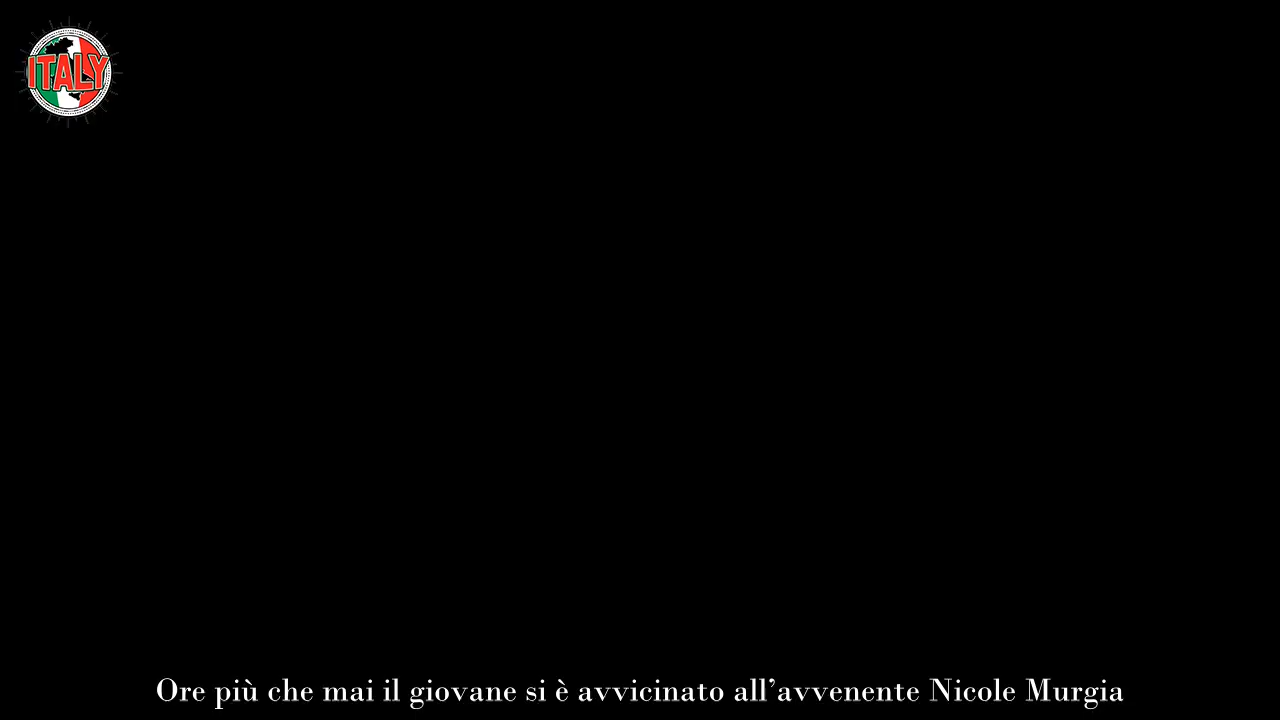 ITALY
Ore più che mai il giovane si è avvicinato all’avvenente Nicole Murgia